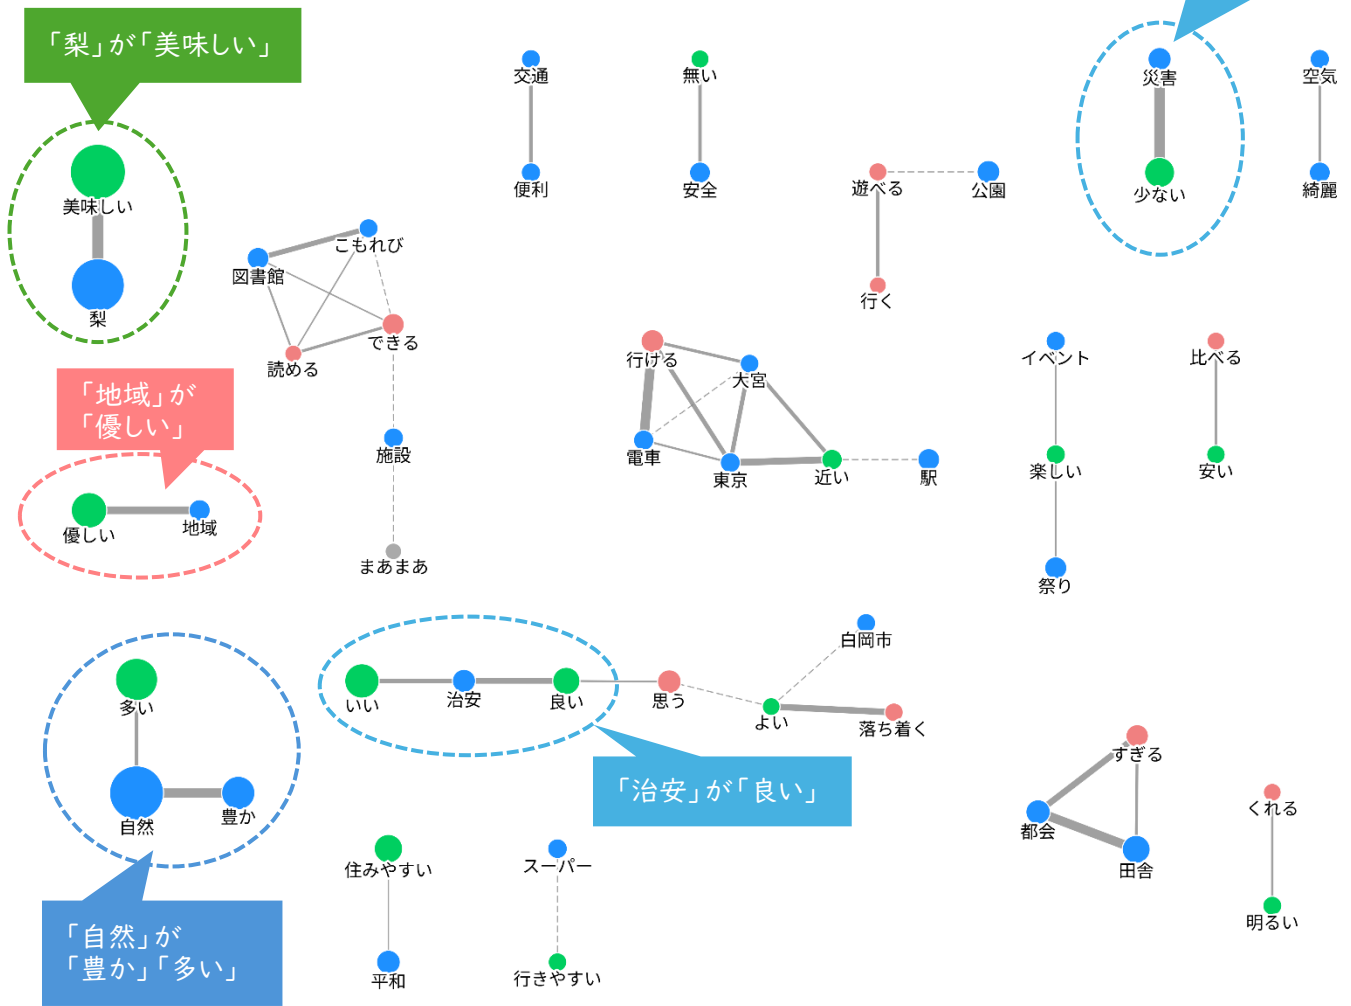 「梨」が「美味しい」
美味しい
梨
交通
便利
無い
安全
遊べる
公園
行く
災害
少ない
空気
綺麗
こもれび
図書館
できる
読める
施設
まあまあ
「地域」が
「優しい」
優しい
地域
行ける
大宮
電車
東京
近い
駅
イベント
楽しい
祭り
比べる
安い
多い
自然
豊か
「自然」が
「豊か」「多い」
いい
治安
良い
思う
よい
白岡市
落ち着く
「治安」が「良い」
住みやすい
平和
スーパー
行きやすい
すぎる
都会
田舎
くれる
明るい